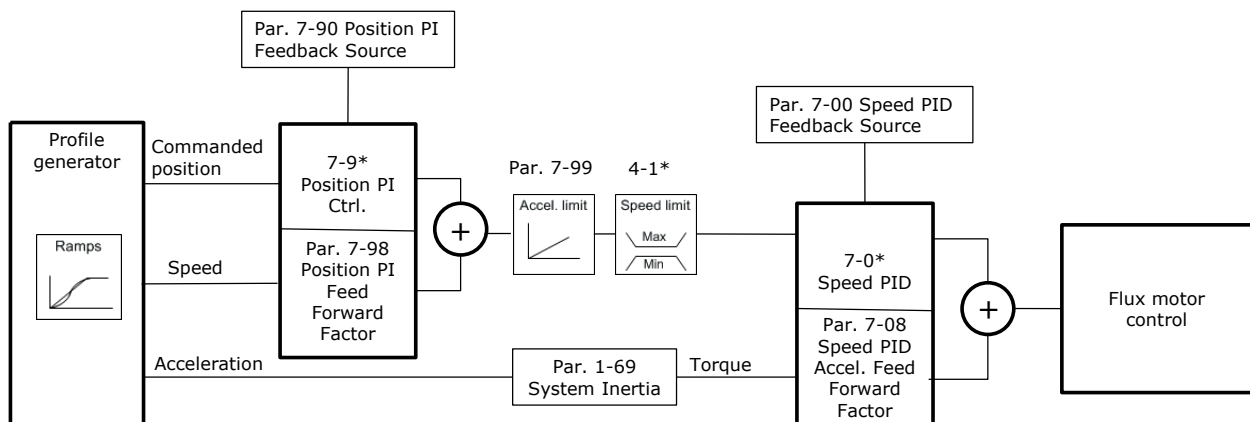 Par. 7-90 Position PI
Feedback Source
Par. 7-00 Speed PID
Feedback Source
Profile
generator
Ramps
Commanded
position
Speed
Acceleration
7-9*
Position PI
Ctrl.
Par. 7-98
Position PI
Feed
Forward
Factor
+
Par. 7-99
Accel. limit
4-1*
Speed limit
Max
Min
Par. 1-69
System Inertia
Torque
7-0*
Speed PID
Par. 7-08
Speed PID
Accel. Feed
Forward
Factor
+
Flux motor
control